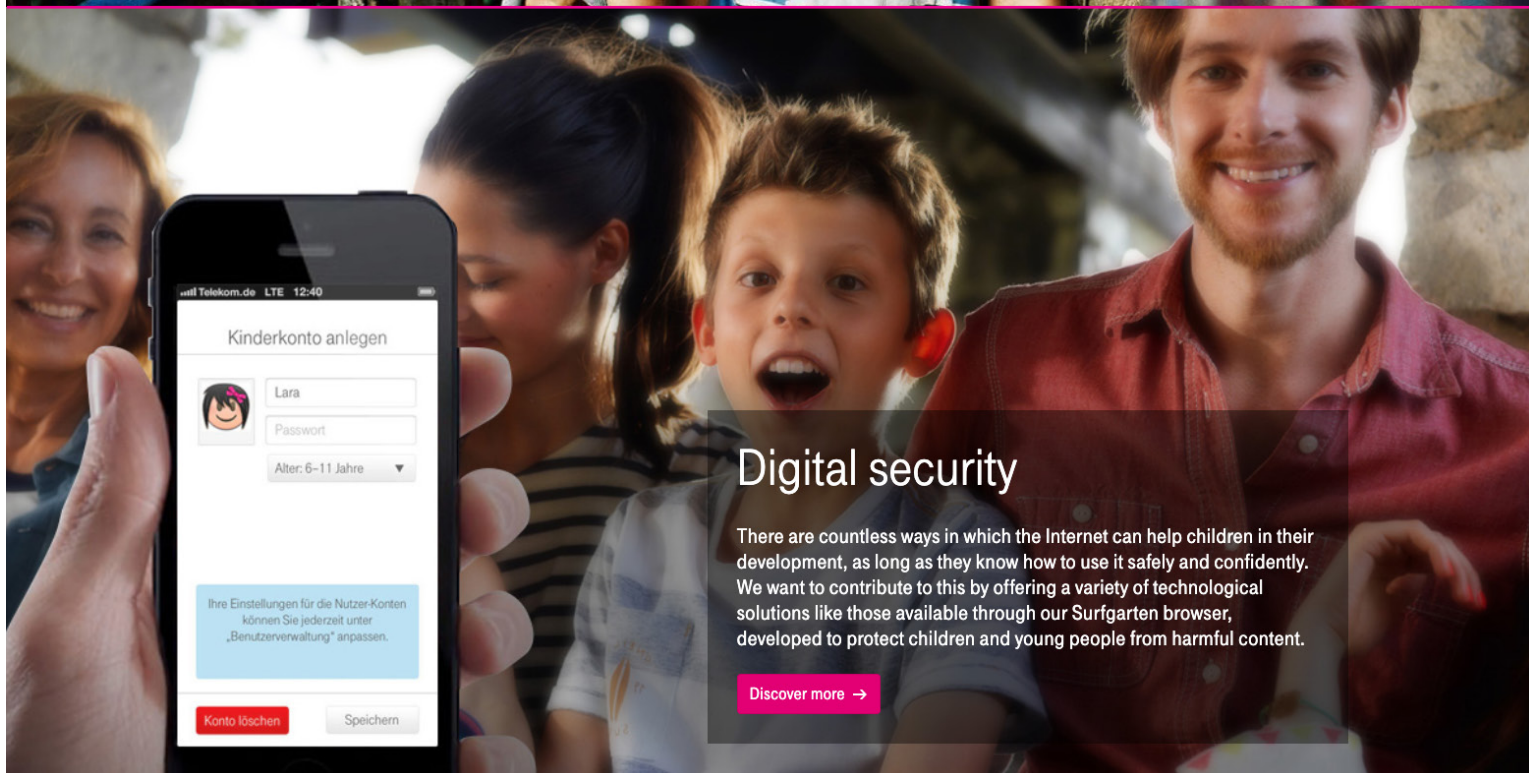 Telekom.de LTE 12:40
Kinderkonto anlegen
Lara
Passwort
Alter: 6–11 Jahre
Ihre Einstellungen für die Nutzer-Konten
können Sie jederzeit unter
„Benutzerverwaltung“ anpassen.
Konto löschen
Speichern
Digital security
There are countless ways in which the Internet can help children in their
development, as long as they know how to use it safely and confidently.
We want to contribute to this by offering a variety of technological
solutions like those available through our Surfgarten browser,
developed to protect children and young people from harmful content.
Discover more →